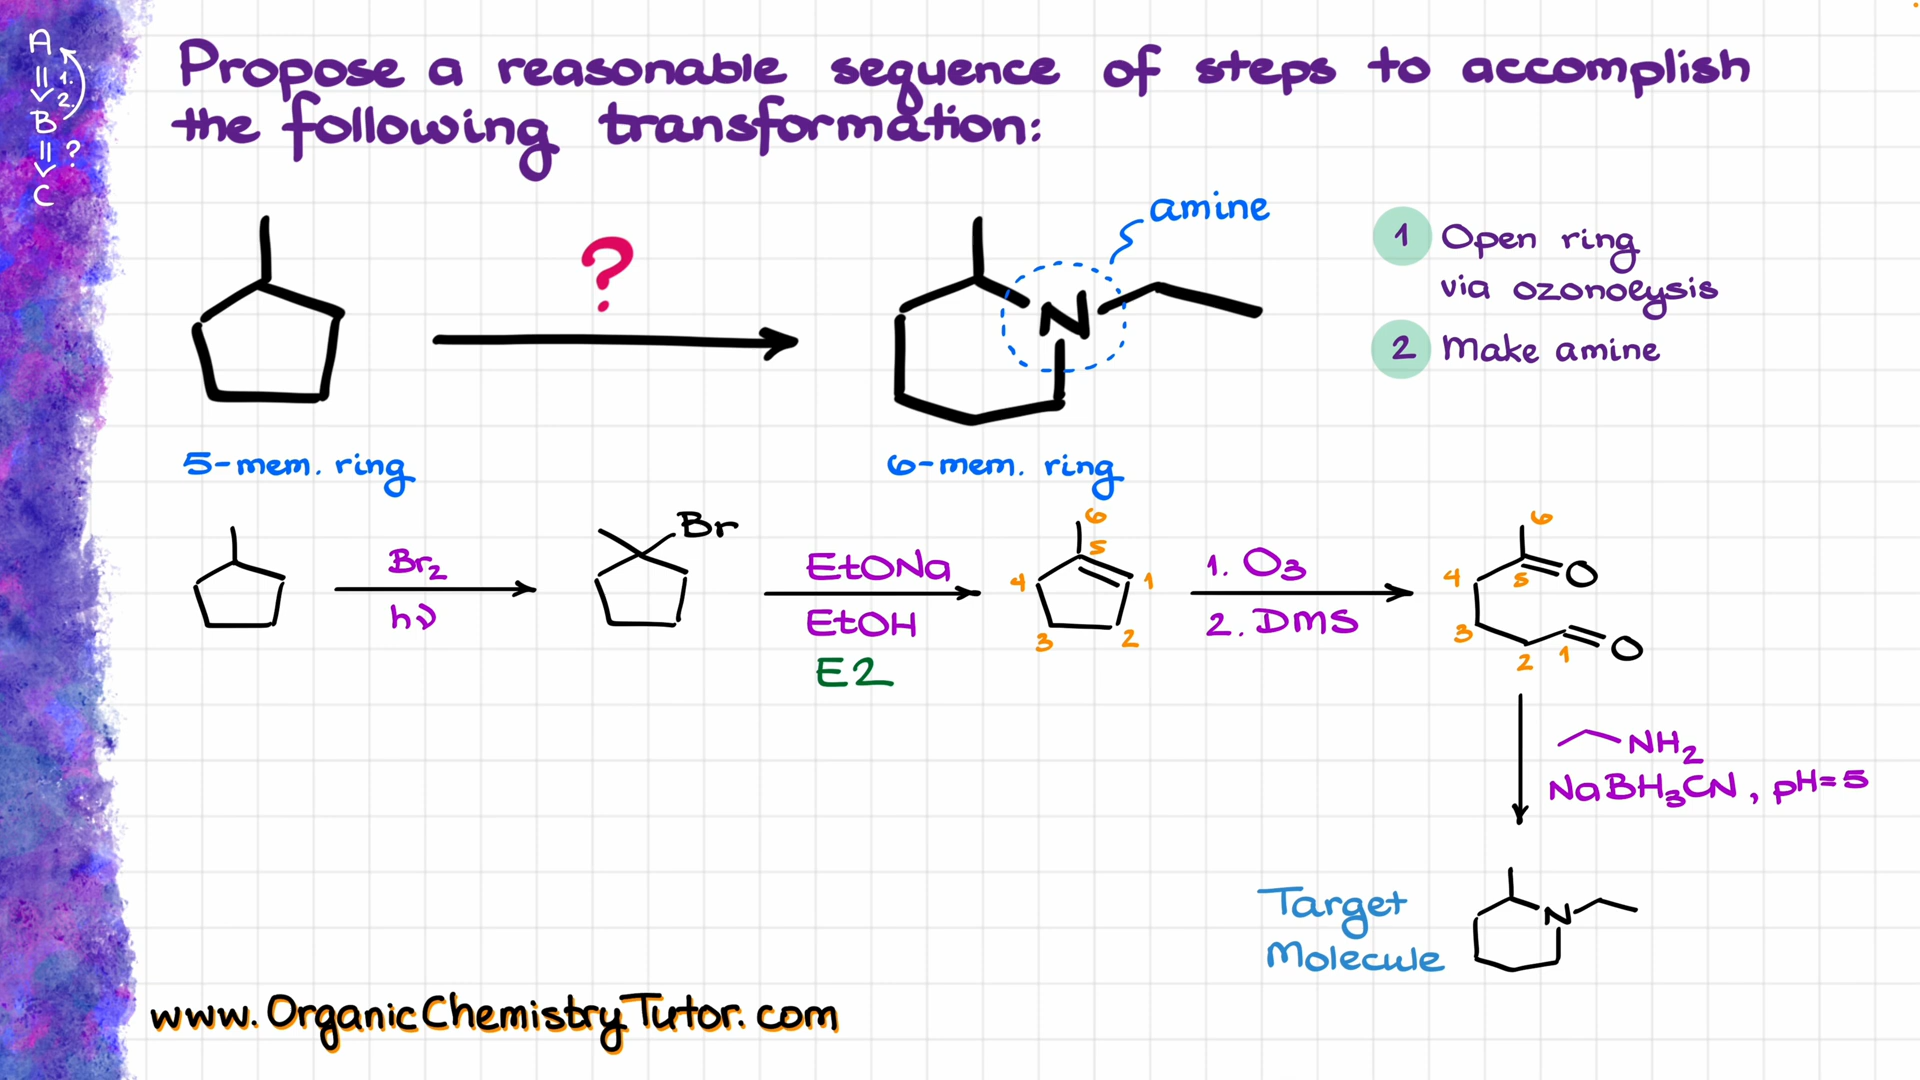 A
1.
2.
B
?
C
Propose a reasonable sequence of steps to accomplish
the following transformation:
?
amine
N
1 Open ring
via ozonolysis
2 Make amine
5-mem. ring
6-mem. ring
Br₂
hν
Br
EtONa
EtOH
E2
6
5
4
1
3
2
1. O₃
2. DMS
6
4
5
O
3
2
1
O
NH₂
NaBH₃CN, pH=5
Target
Molecule
N
www.OrganicChemistryTutor.com